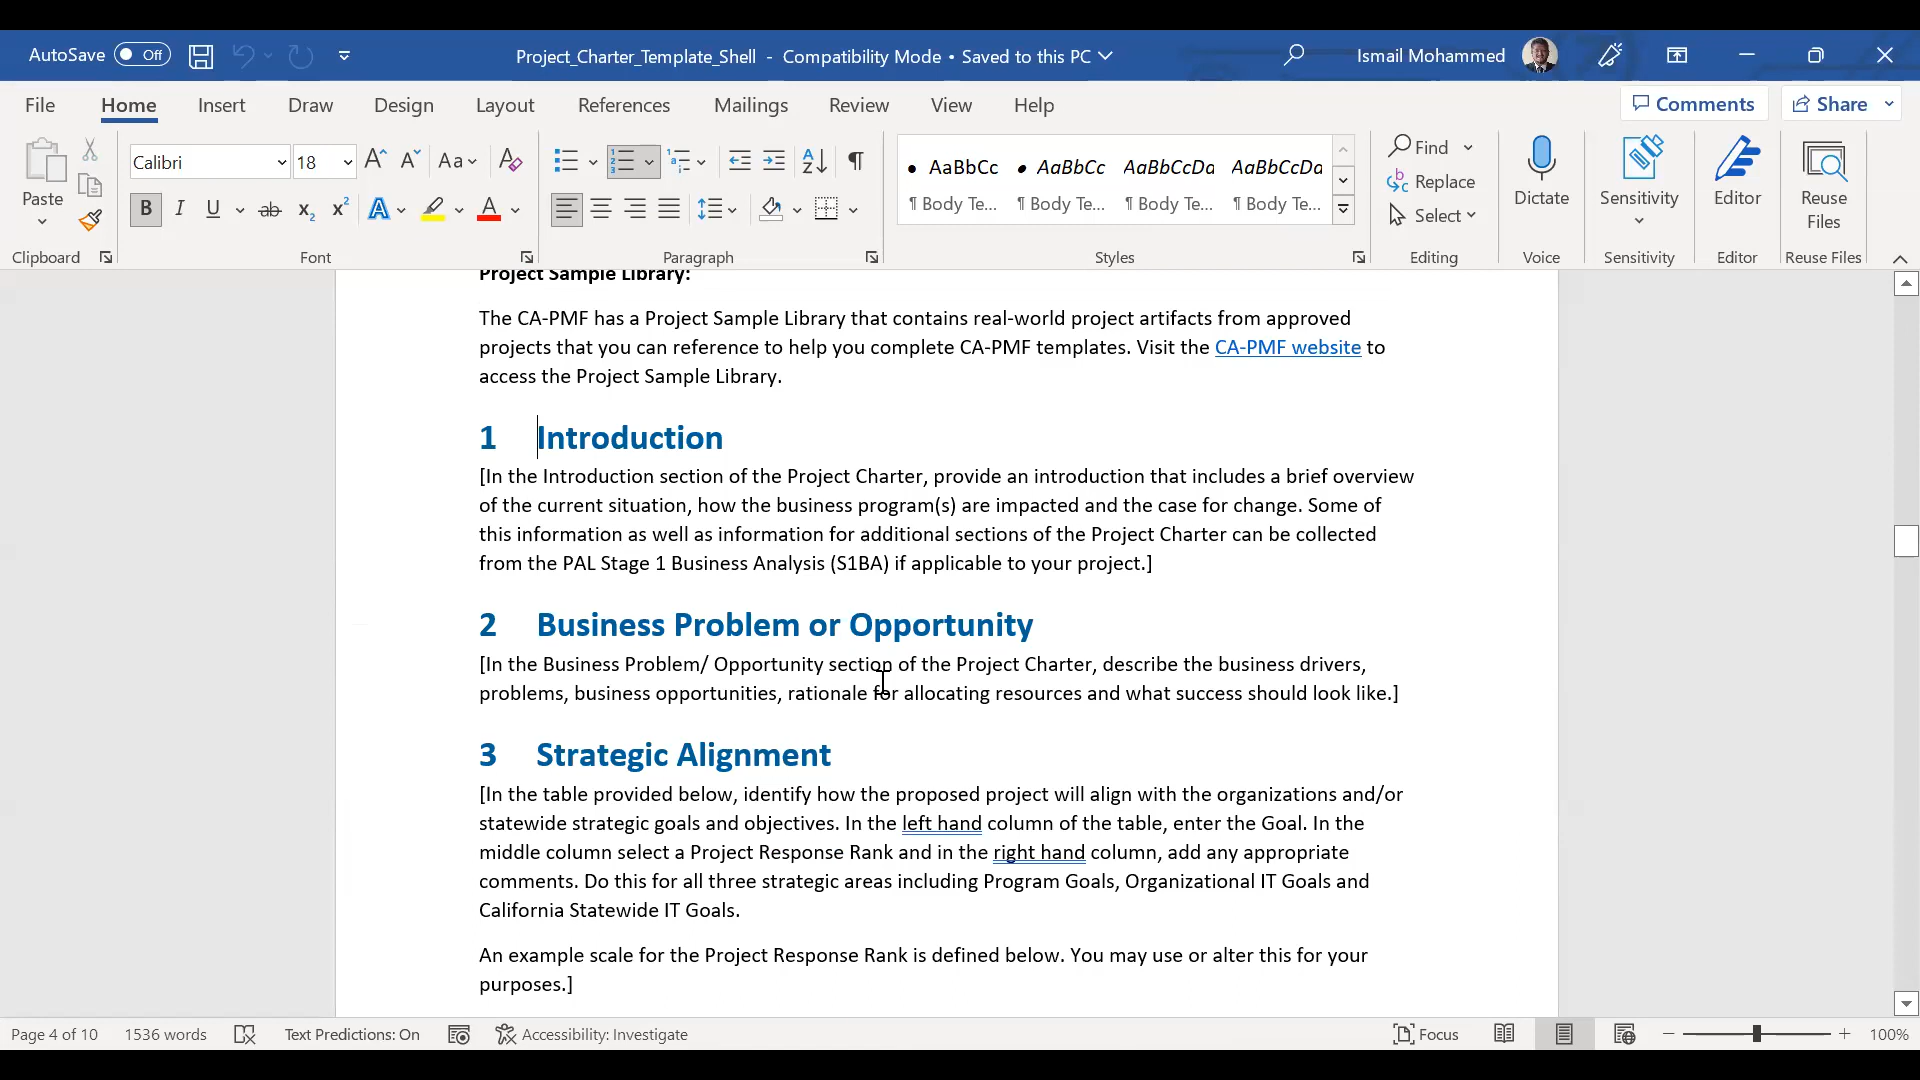 AutoSave Off Project_Charter_Template_Shell - Compatibility Mode • Saved to this PC Ismail Mohammed
File Home Insert Draw Design Layout References Mailings Review View Help Comments Share
Calibri 18 Aa AaBbCc AaBbCc AaBbCcDd AaBbCcDd Find
Paste Replace Dictate Sensitivity Editor Reuse Files
B I U ab x₂ x² A A ¶ Body Te... ¶ Body Te... ¶ Body Te... ¶ Body Te... Select
Clipboard Font Paragraph Styles Editing Voice Sensitivity Editor Reuse Files
Project Sample Library:
The CA-PMF has a Project Sample Library that contains real-world project artifacts from approved
projects that you can reference to help you complete CA-PMF templates. Visit the CA-PMF website to
access the Project Sample Library.
1 Introduction
[In the Introduction section of the Project Charter, provide an introduction that includes a brief overview
of the current situation, how the business program(s) are impacted and the case for change. Some of
this information as well as information for additional sections of the Project Charter can be collected
from the PAL Stage 1 Business Analysis (S1BA) if applicable to your project.]
2 Business Problem or Opportunity
[In the Business Problem/ Opportunity section of the Project Charter, describe the business drivers,
problems, business opportunities, rationale for allocating resources and what success should look like.]
3 Strategic Alignment
[In the table provided below, identify how the proposed project will align with the organizations and/or
statewide strategic goals and objectives. In the left hand column of the table, enter the Goal. In the
middle column select a Project Response Rank and in the right hand column, add any appropriate
comments. Do this for all three strategic areas including Program Goals, Organizational IT Goals and
California Statewide IT Goals.
An example scale for the Project Response Rank is defined below. You may use or alter this for your
purposes.]
Page 4 of 10 1536 words Text Predictions: On Accessibility: Investigate Focus 100%